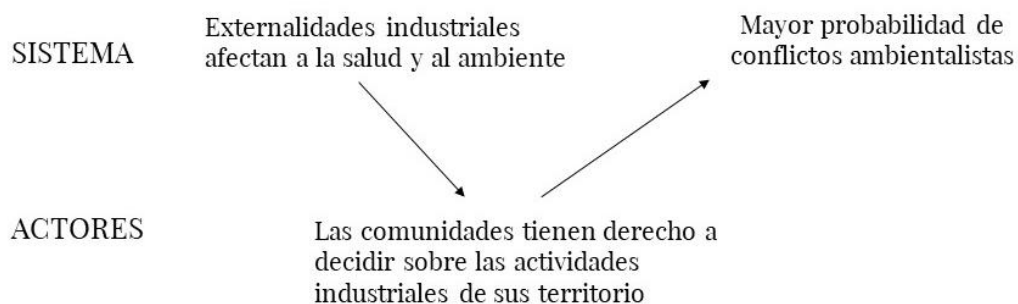 SISTEMA
Externalidades industriales
afectan a la salud y al ambiente
Mayor probabilidad de
conflictos ambientalistas
ACTORES
Las comunidades tienen derecho a
decidir sobre las actividades
industriales de sus territorio